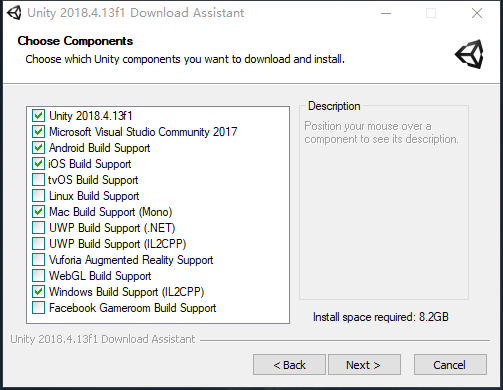 Unity 2018.4.13f1 Download Assistant
Choose Components
Choose which Unity components you want to download and install.
Unity 2018.4.13f1
Microsoft Visual Studio Community 2017
Android Build Support
iOS Build Support
tvOS Build Support
Linux Build Support
Mac Build Support (Mono)
UWP Build Support (.NET)
UWP Build Support (IL2CPP)
Vuforia Augmented Reality Support
WebGL Build Support
Windows Build Support (IL2CPP)
Facebook Gameroom Build Support
Description
Position your mouse over a
component to see its description.
Install space required: 8.2GB
Unity 2018.4.13f1 Download Assistant
< Back
Next >
Cancel